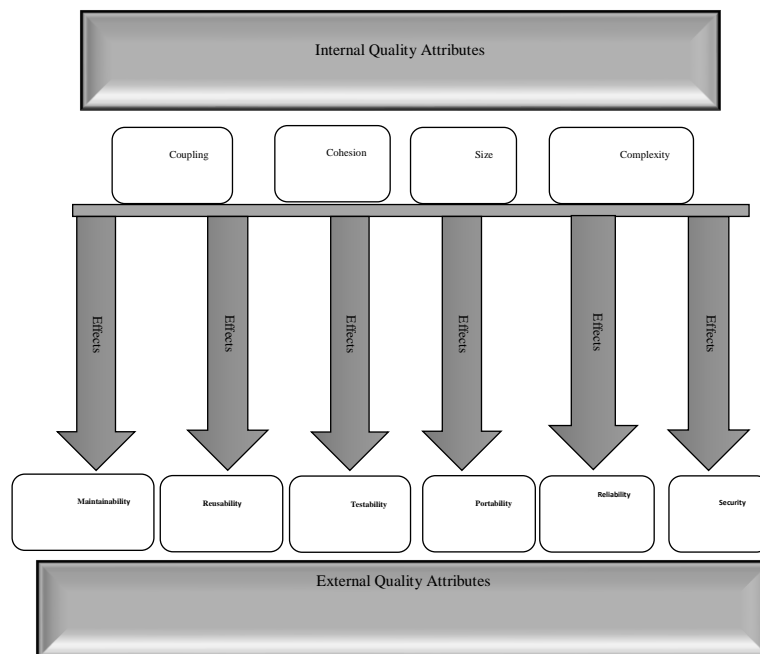 Internal Quality Attributes
Coupling
Cohesion
Size
Complexity
Effects
Effects
Effects
Effects
Effects
Effects
Maintainability
Reusability
Testability
Portability
Reliability
Security
External Quality Attributes